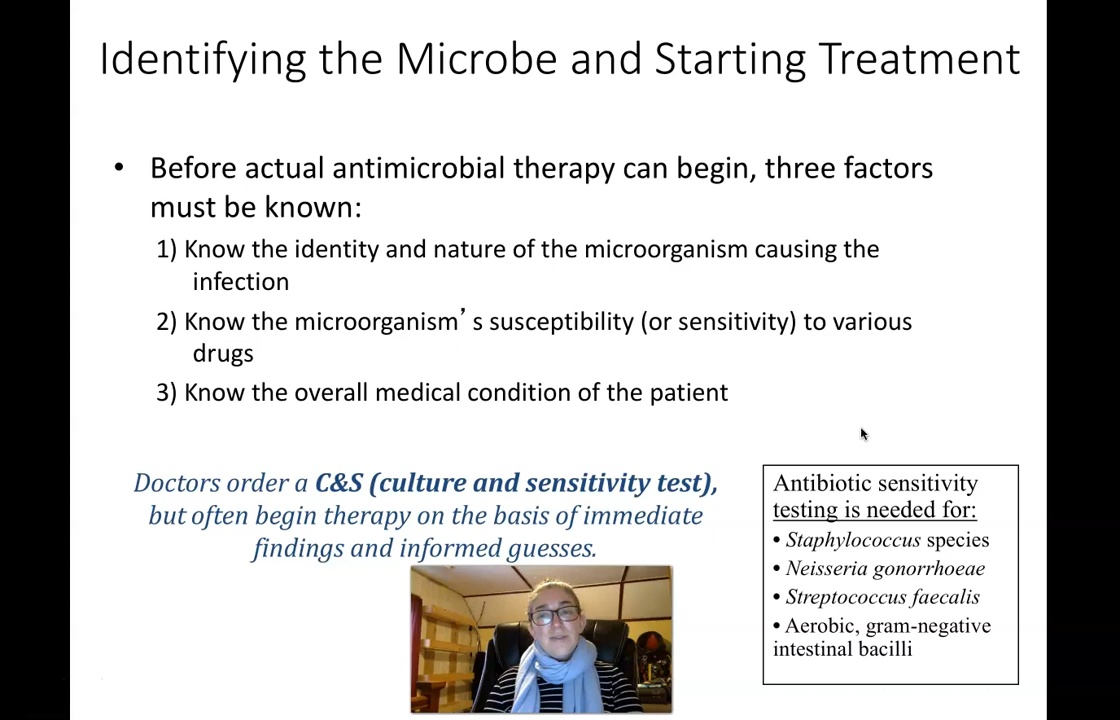 Identifying the Microbe and Starting Treatment
• Before actual antimicrobial therapy can begin, three factors
must be known:
1) Know the identity and nature of the microorganism causing the
infection
2) Know the microorganism’s susceptibility (or sensitivity) to various
drugs
3) Know the overall medical condition of the patient
Doctors order a C&S (culture and sensitivity test),
but often begin therapy on the basis of immediate
findings and informed guesses.
Antibiotic sensitivity
testing is needed for:
• Staphylococcus species
• Neisseria gonorrhoeae
• Streptococcus faecalis
• Aerobic, gram-negative
intestinal bacilli